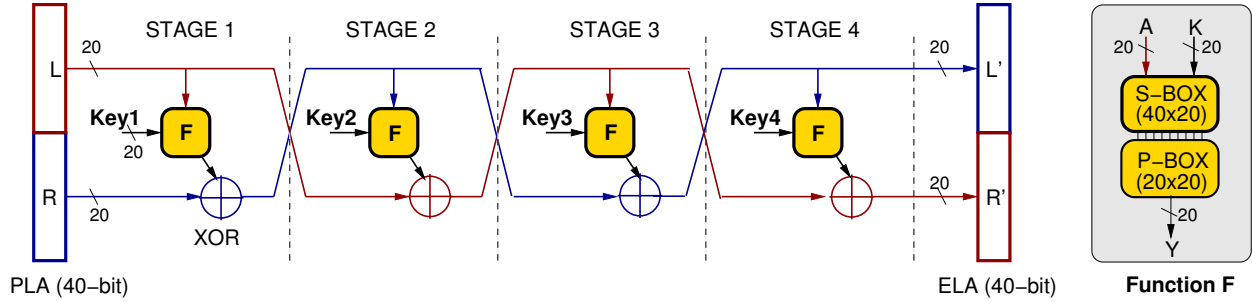 STAGE 1
STAGE 2
STAGE 3
STAGE 4
20
20
A
K
20
20
L
L'
Key1
Key2
Key3
Key4
20
F
F
F
F
S-BOX
(40x20)
P-BOX
(20x20)
R
20
20
R'
20
XOR
Y
PLA (40-bit)
ELA (40-bit)
Function F